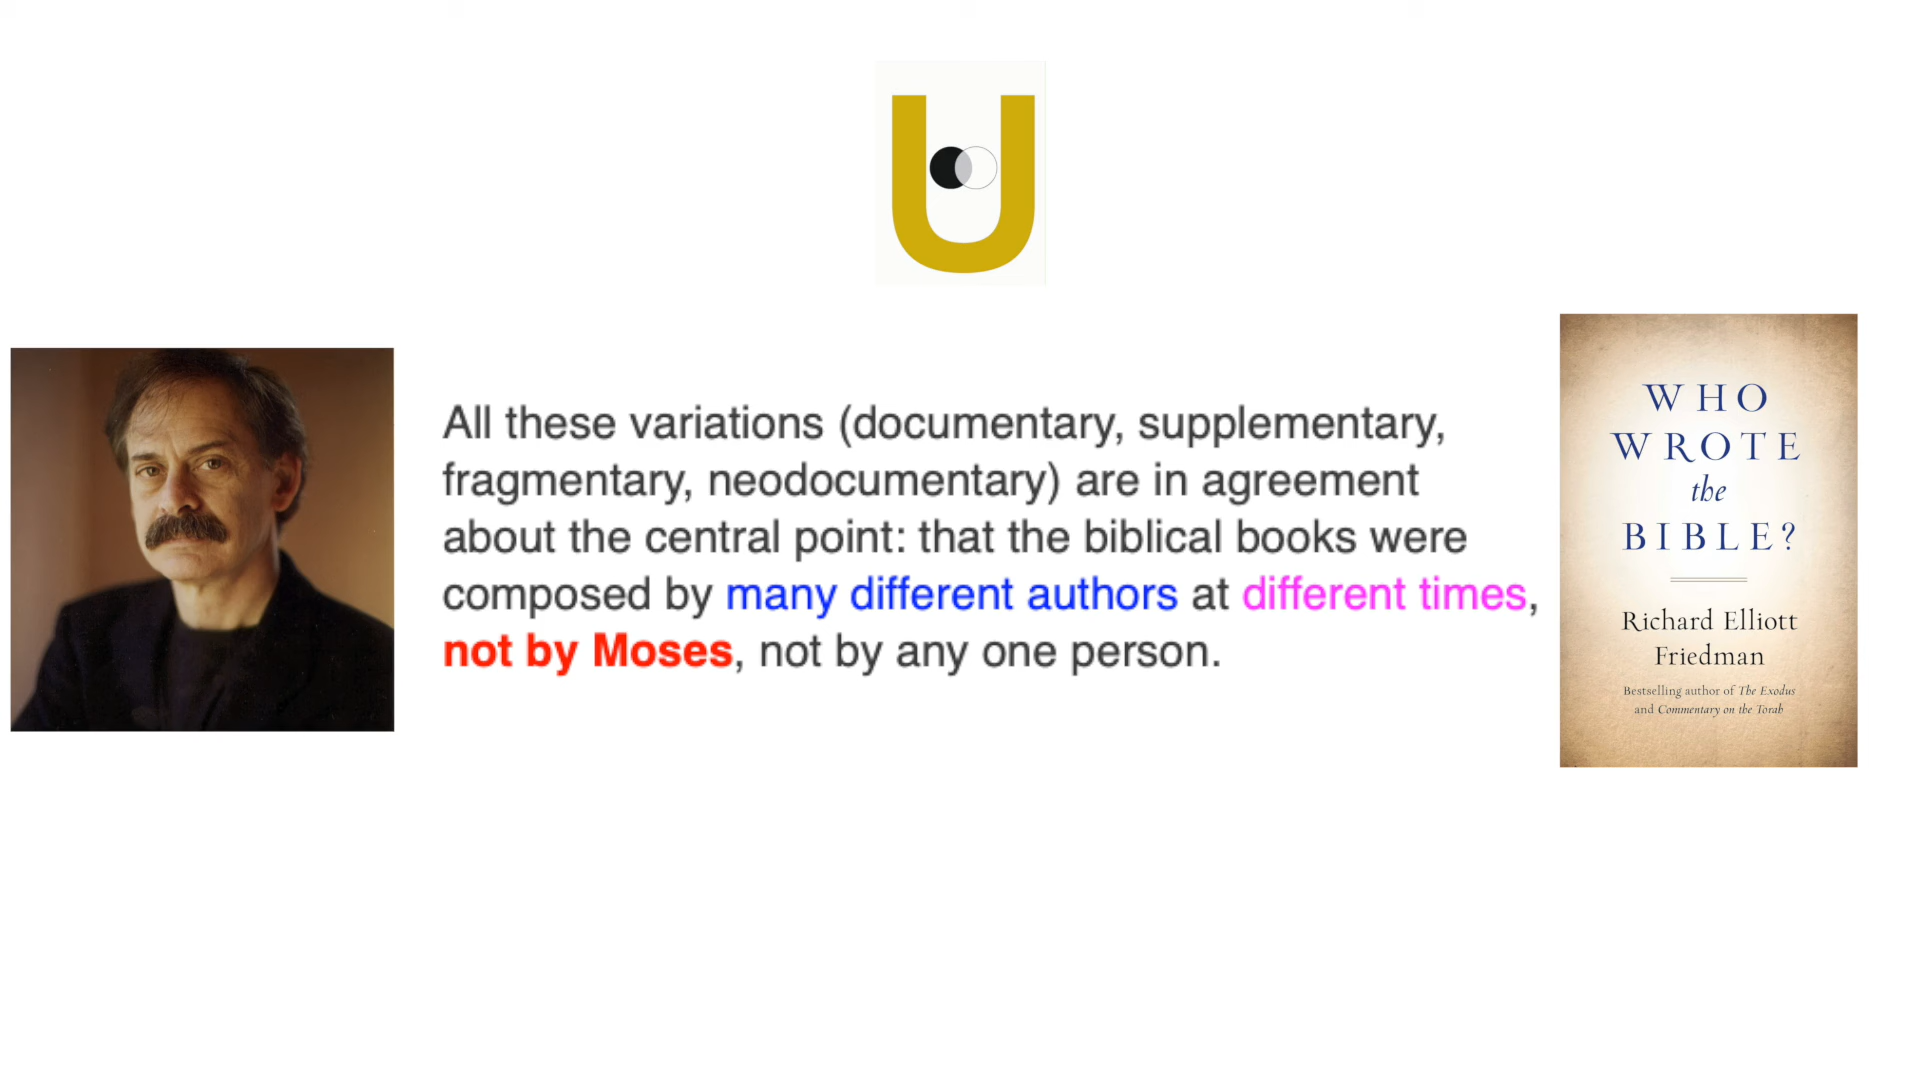 U
All these variations (documentary, supplementary,
fragmentary, neodocumentary) are in agreement
about the central point: that the biblical books were
composed by many different authors at different times,
not by Moses, not by any one person.
WHO
WROTE
the
BIBLE?
Richard Elliott
Friedman
Bestselling author of The Exodus
and Commentary on the Torah